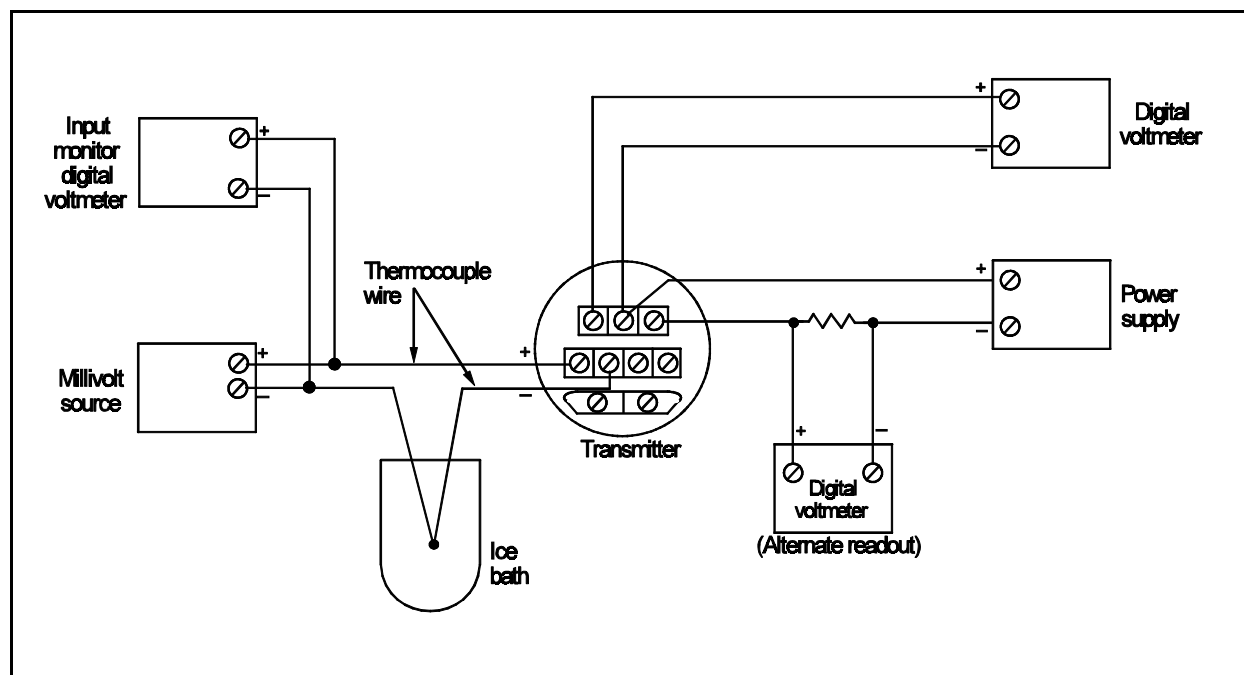 Input
monitor
digital
voltmeter
+
−
Millivolt
source
+
−
Thermocouple
wire
+
−
Transmitter
Ice
bath
+
−
Digital
voltmeter
+
−
Power
supply
+
−
Digital
voltmeter
(Alternate readout)